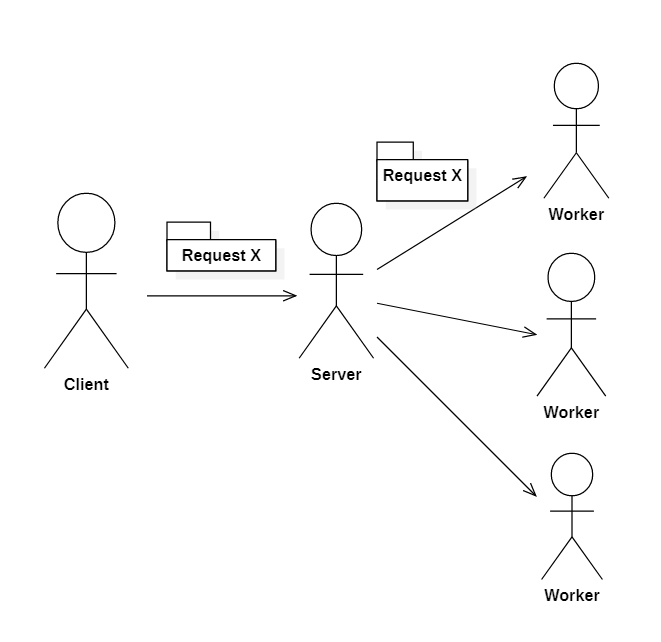 Request X
Worker
Request X
Client
Server
Worker
Worker